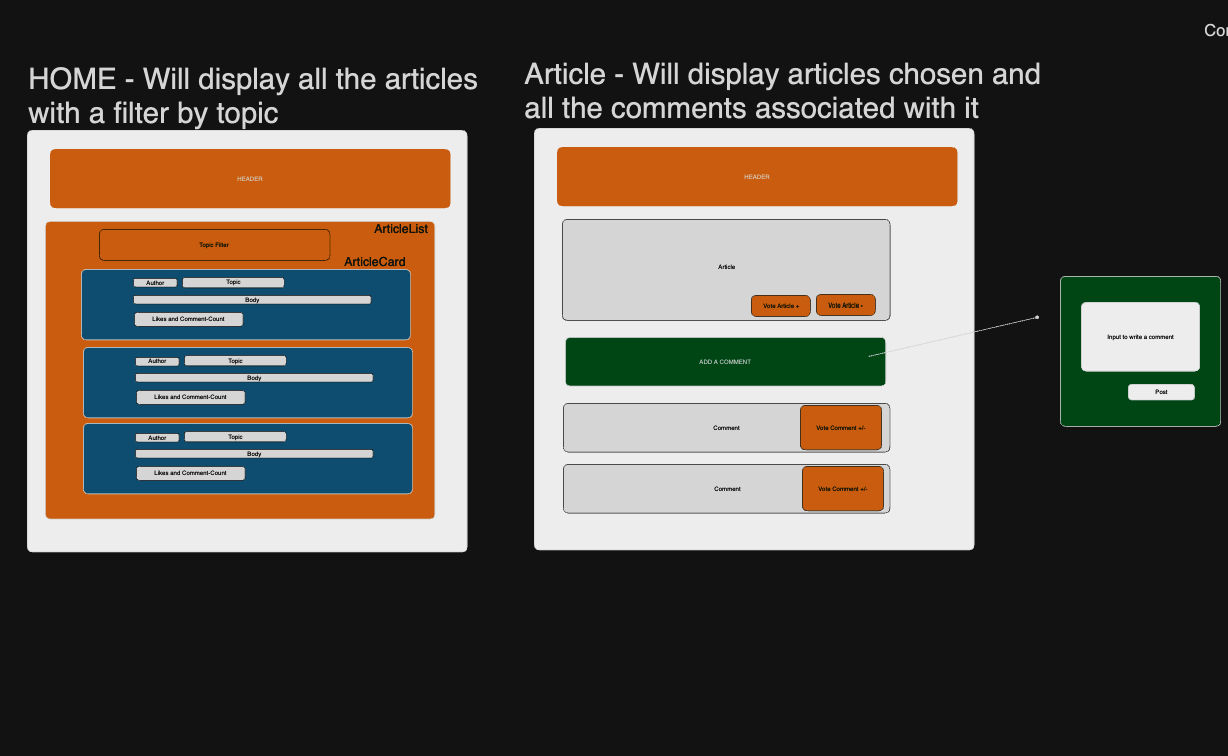 Cor
HOME - Will display all the articles
with a filter by topic
HEADER
ArticleList
Topic Filter
ArticleCard
Author
Topic
Body
Likes and Comment-Count
Author
Topic
Body
Likes and Comment-Count
Author
Topic
Body
Likes and Comment-Count
Article - Will display articles chosen and
all the comments associated with it
HEADER
Article
Vote Article +
Vote Article -
ADD A COMMENT
Comment
Vote Comment +/-
Comment
Vote Comment +/-
Input to write a comment
Post